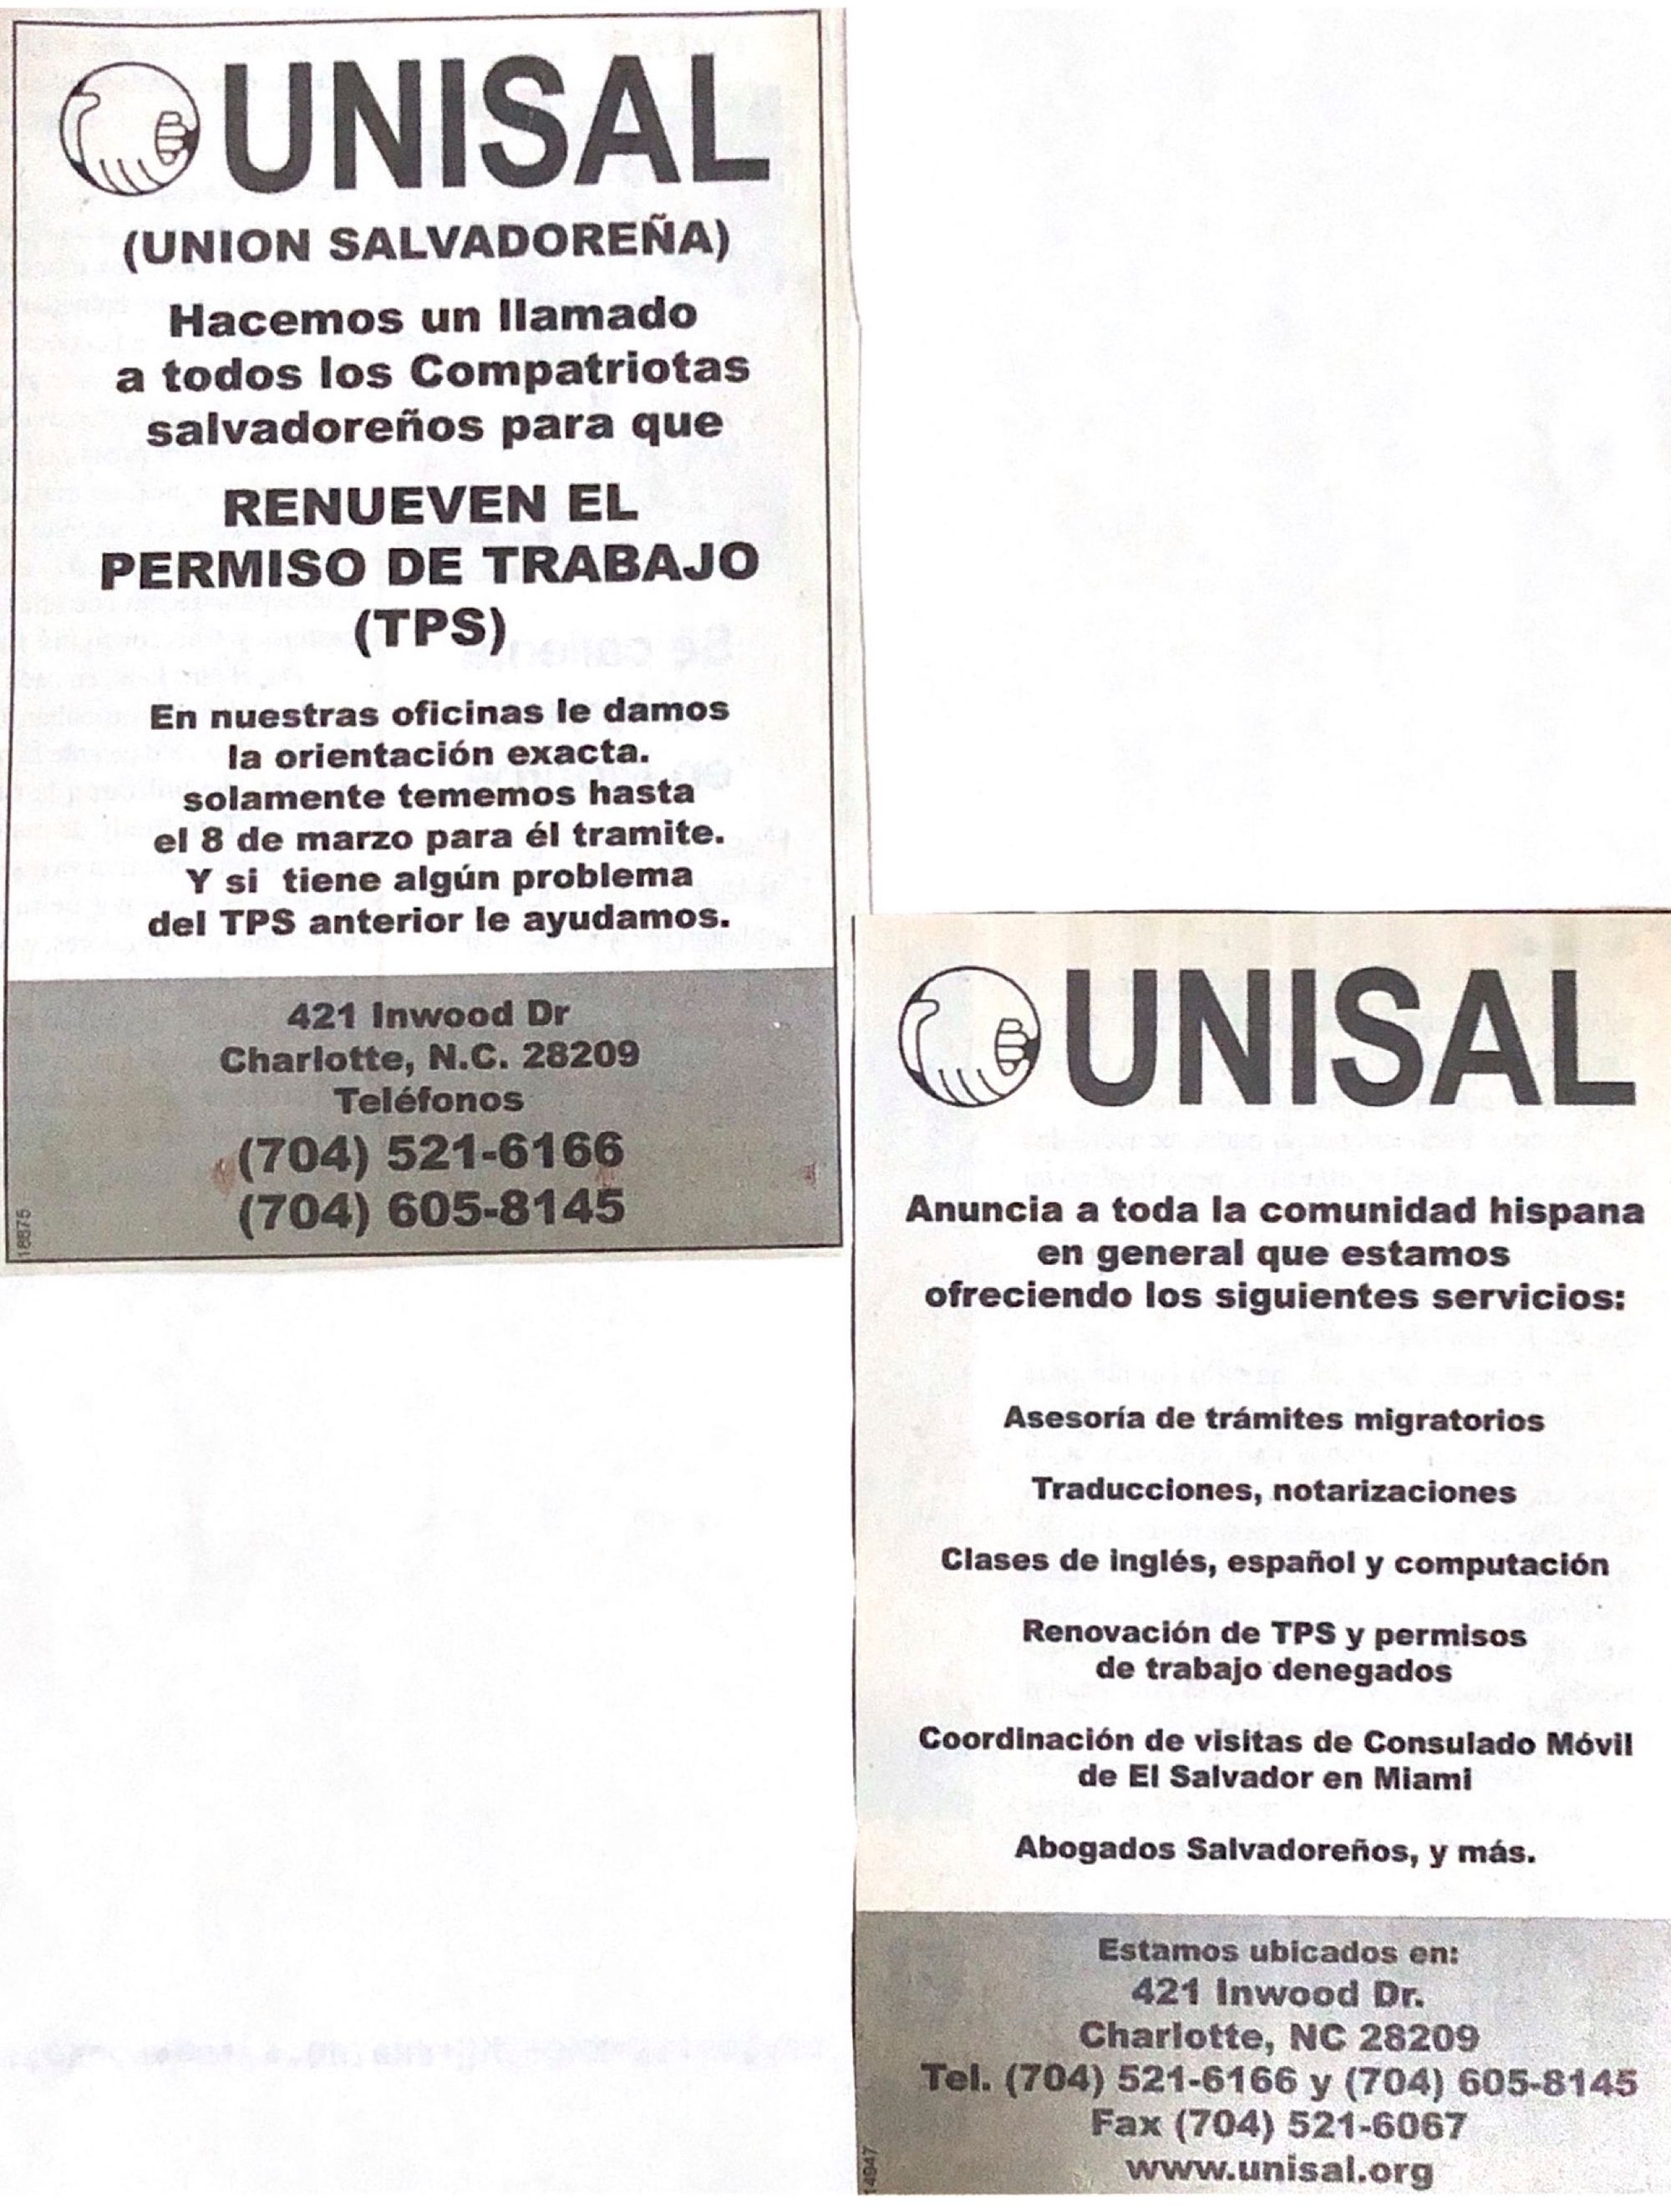 UNISAL
(UNION SALVADOREÑA)
Hacemos un llamado
a todos los Compatriotas
salvadoreños para que
RENUEVEN EL
PERMISO DE TRABAJO
(TPS)
En nuestras oficinas le damos
la orientación exacta.
solamente tememos hasta
el 8 de marzo para él tramite.
Y si tiene algún problema
del TPS anterior le ayudamos.
421 Inwood Dr
Charlotte, N.C. 28209
Teléfonos
(704) 521-6166
(704) 605-8145
UNISAL
Anuncia a toda la comunidad hispana
en general que estamos
ofreciendo los siguientes servicios:
Asesoría de trámites migratorios
Traducciones, notarizaciones
Clases de inglés, español y computación
Renovación de TPS y permisos
de trabajo denegados
Coordinación de visitas de Consulado Móvil
de El Salvador en Miami
Abogados Salvadoreños, y más.
Estamos ubicados en:
421 Inwood Dr.
Charlotte, NC 28209
Tel. (704) 521-6166 y (704) 605-8145
Fax (704) 521-6067
www.unisal.org